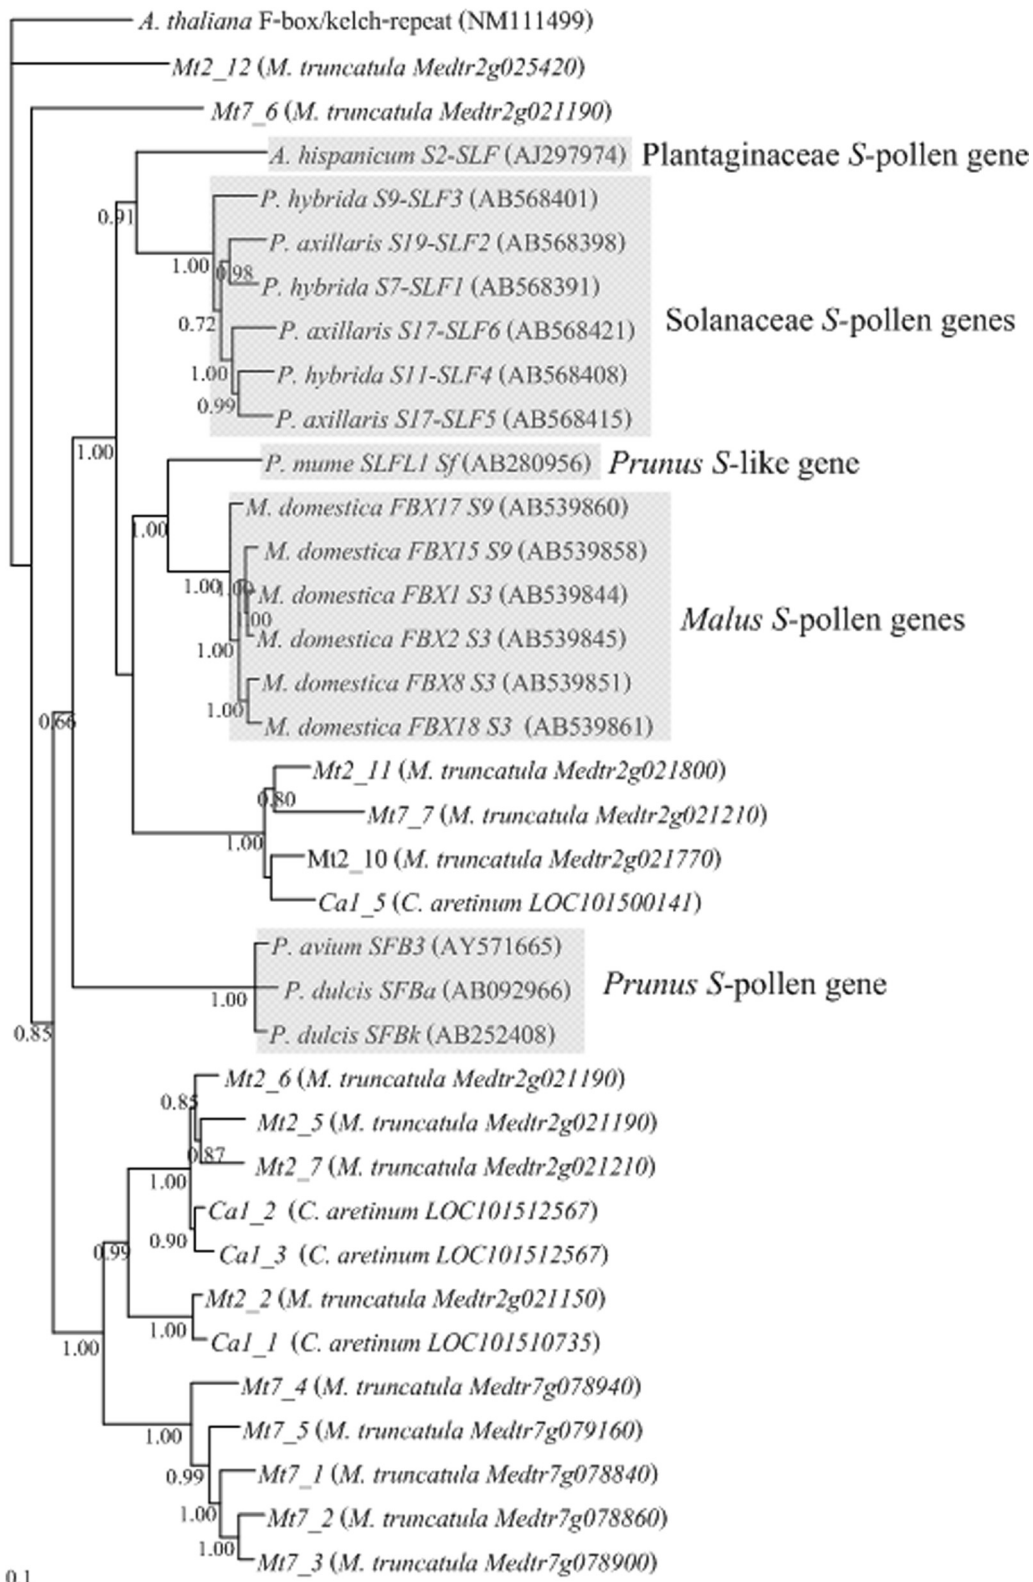 A. thaliana F-box/kelch-repeat (NM111499)
Mt2_12 (M. truncatula Medtr2g025420)
Mt7_6 (M. truncatula Medtr2g021190)
A. hispanicum S2-SLF (AJ297974) Plantaginaceae S-pollen gene
P. hybrida S9-SLF3 (AB568401)
0.91
P. axillaris S19-SLF2 (AB568398)
1.00
0.98
P. hybrida S7-SLF1 (AB568391)
0.72
Solanaceae S-pollen genes
P. axillaris S17-SLF6 (AB568421)
1.00
P. hybrida S11-SLF4 (AB568408)
0.99
P. axillaris S17-SLF5 (AB568415)
1.00
P. mume SLFL1 Sf (AB280956) Prunus S-like gene
M. domestica FBX17 S9 (AB539860)
1.00
M. domestica FBX15 S9 (AB539858)
1.00
1.00
M. domestica FBX1 S3 (AB539844)
1.00
Malus S-pollen genes
M. domestica FBX2 S3 (AB539845)
1.00
M. domestica FBX8 S3 (AB539851)
1.00
0.66
M. domestica FBX18 S3 (AB539861)
Mt2_11 (M. truncatula Medtr2g021800)
0.80
Mt7_7 (M. truncatula Medtr2g021210)
1.00
Mt2_10 (M. truncatula Medtr2g021770)
Ca1_5 (C. aretinum LOC101500141)
P. avium SFB3 (AY571665)
1.00
P. dulcis SFBa (AB092966) Prunus S-pollen gene
0.85
P. dulcis SFBk (AB252408)
Mt2_6 (M. truncatula Medtr2g021190)
0.85
Mt2_5 (M. truncatula Medtr2g021190)
0.87
Mt2_7 (M. truncatula Medtr2g021210)
1.00
Ca1_2 (C. aretinum LOC101512567)
0.90
0.99
Ca1_3 (C. aretinum LOC101512567)
Mt2_2 (M. truncatula Medtr2g021150)
1.00
Ca1_1 (C. aretinum LOC101510735)
1.00
Mt7_4 (M. truncatula Medtr7g078940)
1.00
Mt7_5 (M. truncatula Medtr7g079160)
0.99
Mt7_1 (M. truncatula Medtr7g078840)
1.00
Mt7_2 (M. truncatula Medtr7g078860)
1.00
Mt7_3 (M. truncatula Medtr7g078900)
0.1